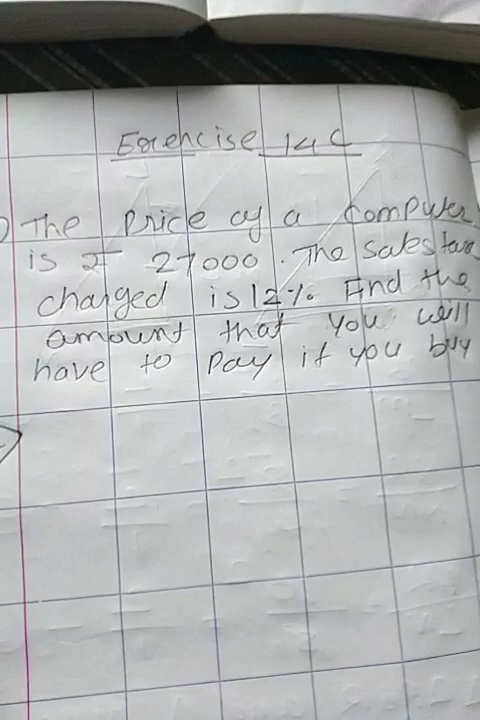 Exercise 14C
The Price of a Computer
is ₹ 27000. The sales tax
charged is 12%. Find the
amount that you will
have to Pay if you buy